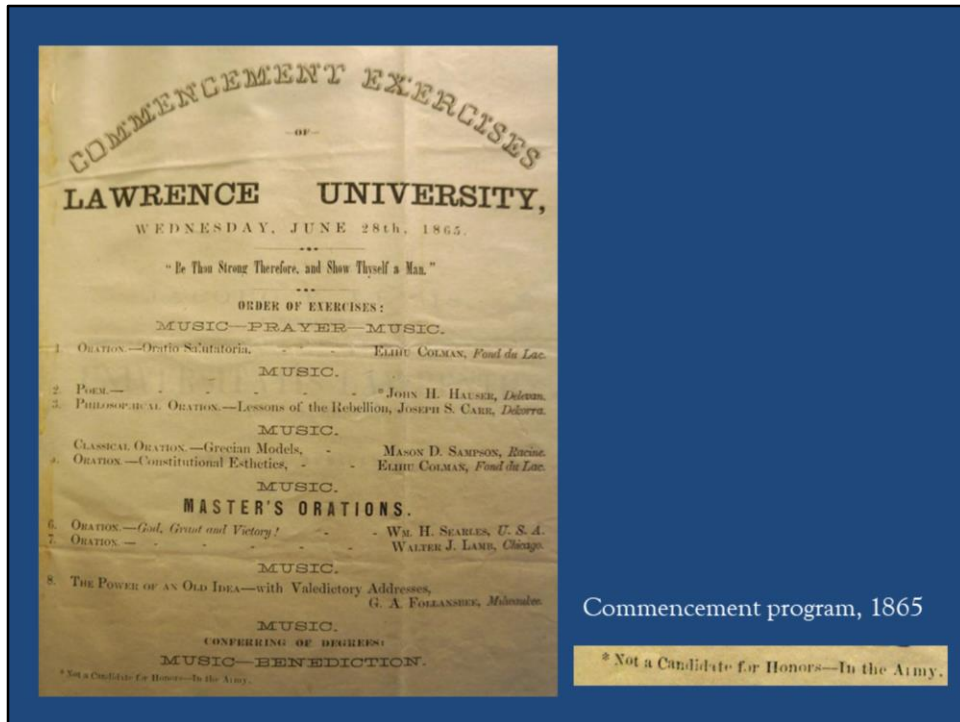 COMMENCEMENT EXERCISES
—OF—
LAWRENCE UNIVERSITY,
WEDNESDAY, JUNE 28th, 1865.
"Be Thou Strong Therefore, and Show Thyself a Man."
ORDER OF EXERCISES:
MUSIC—PRAYER—MUSIC.
1. ORATION.—Oratio Salutatoria. - - - ELIHU COLMAN, Fond du Lac.
MUSIC.
2. POEM.— - - - - - *JOHN H. HAUSER, Delevan.
3. PHILOSOPHICAL ORATION.—Lessons of the Rebellion, JOSEPH S. CARR, Dekorra.
MUSIC.
CLASSICAL ORATION.—Grecian Models, - MASON D. SAMPSON, Racine.
ORATION.—Constitutional Esthetics, - - ELIHU COLMAN, Fond du Lac.
MUSIC.
MASTER'S ORATIONS.
6. ORATION.—God, Grant and Victory! - - WM. H. SEARLES, U. S. A.
7. ORATION.— - - - - - WALTER J. LAMB, Chicago.
MUSIC.
8. THE POWER OF AN OLD IDEA—with Valedictory Addresses,
G. A. FOLLANSBEE, Milwaukee.
MUSIC.
CONFERRING OF DEGREES:
MUSIC—BENEDICTION.
*Not a Candidate for Honors—In the Army.
Commencement program, 1865
*Not a Candidate for Honors—In the Army.